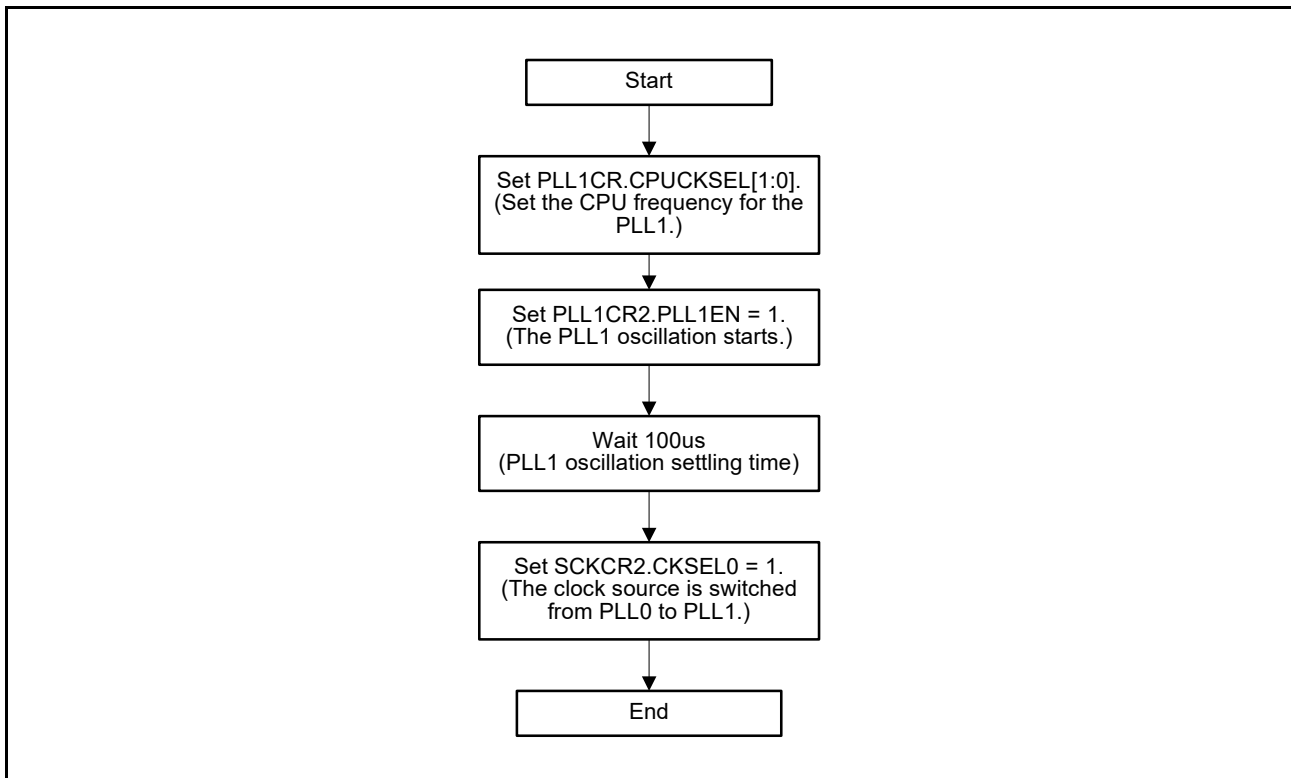 Start
Set PLL1CR.CPUCKSEL[1:0].
(Set the CPU frequency for the
PLL1.)
Set PLL1CR2.PLL1EN = 1.
(The PLL1 oscillation starts.)
Wait 100us
(PLL1 oscillation settling time)
Set SCKCR2.CKSEL0 = 1.
(The clock source is switched
from PLL0 to PLL1.)
End